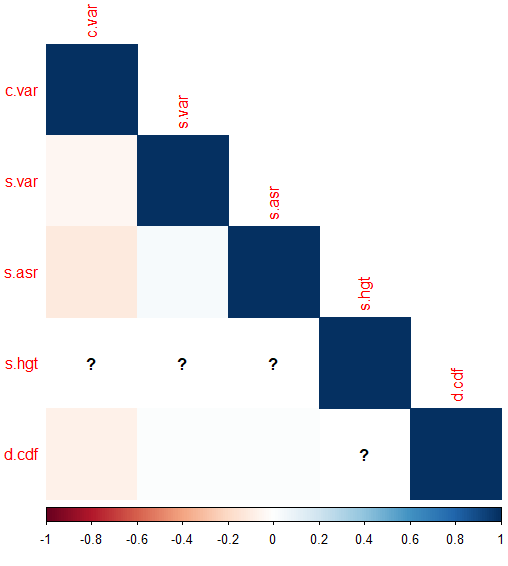 c.var
c.var
s.var
s.var
s.asr
s.asr
s.hgt
s.hgt ? ? ?
d.cdf
d.cdf ?
-1 -0.8 -0.6 -0.4 -0.2 0 0.2 0.4 0.6 0.8 1